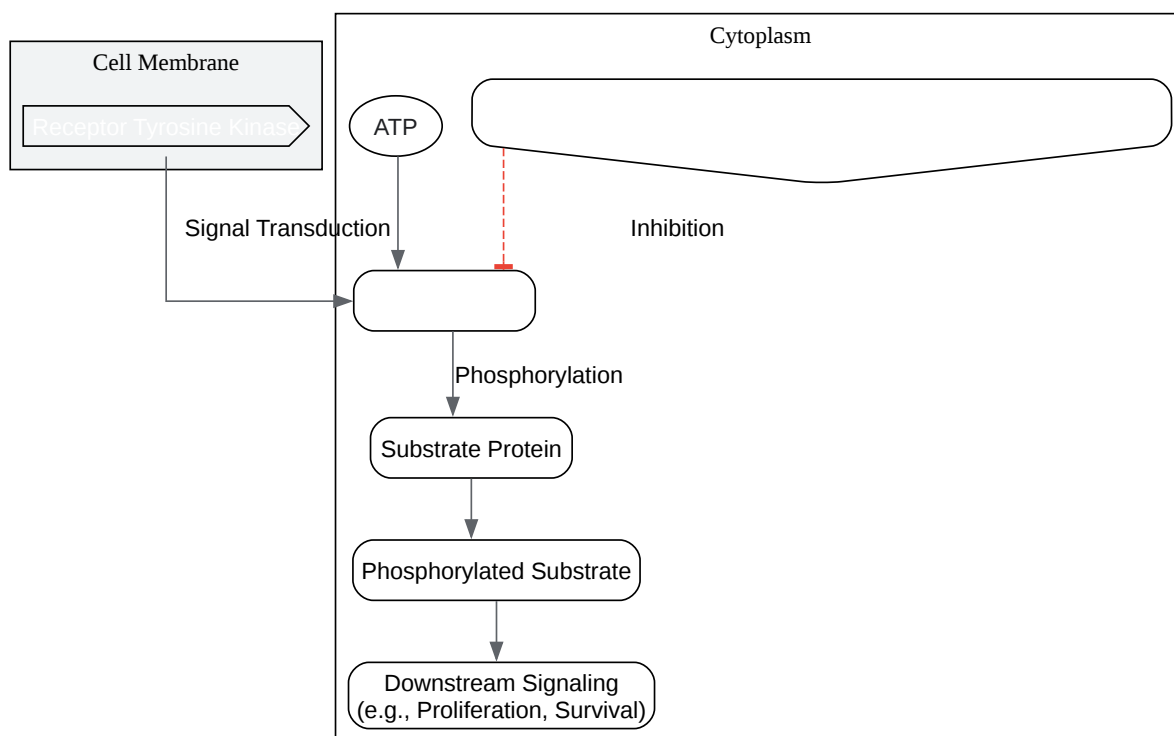 Cytoplasm
Cell Membrane
Receptor Tyrosine Kinase
ATP
Signal Transduction
Inhibition
Phosphorylation
Substrate Protein
Phosphorylated Substrate
Downstream Signaling
(e.g., Proliferation, Survival)